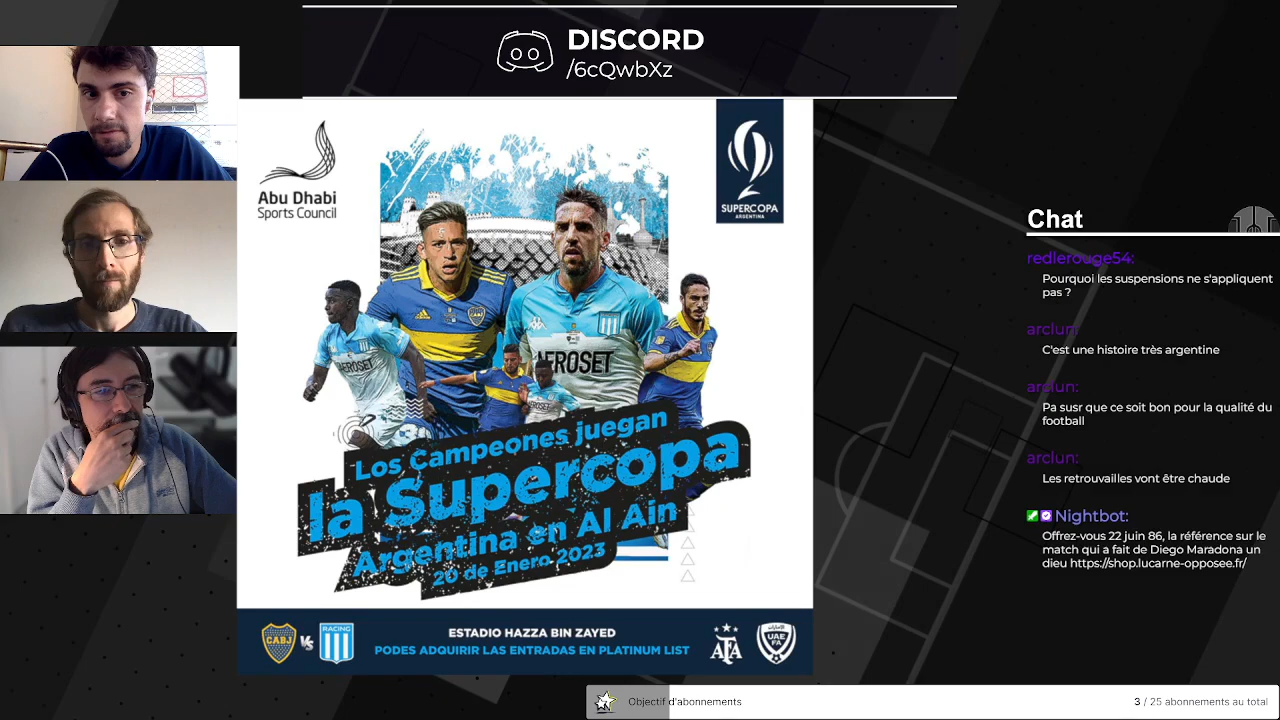 DISCORD
/6cQwbXz
Abu Dhabi
Sports Council
SUPERCOPA
ARGENTINA
AEROSET
Los Campeones juegan
la Supercopa
Argentina en Al Ain
20 de Enero 2023
CABJ
VS
RACING
ESTADIO HAZZA BIN ZAYED
PODES ADQUIRIR LAS ENTRADAS EN PLATINUM LIST
AFA
UAE
FA
Chat
redlerouge54:
Pourquoi les suspensions ne s'appliquent
pas ?
arclun:
C'est une histoire très argentine
arclun:
Pa susr que ce soit bon pour la qualité du
football
arclun:
Les retrouvailles vont être chaude
Nightbot:
Offrez-vous 22 juin 86, la référence sur le
match qui a fait de Diego Maradona un
dieu https://shop.lucarne-opposee.fr/
Objectif d'abonnements
3 / 25 abonnements au total